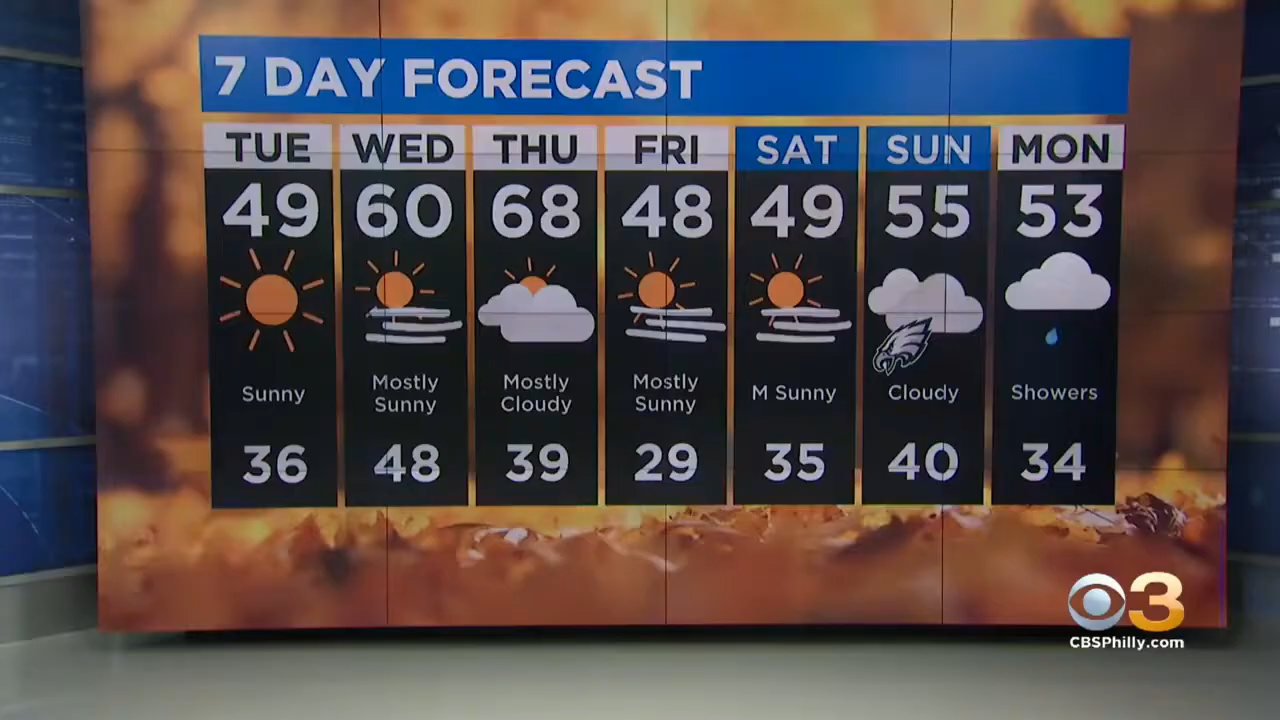 7 DAY FORECAST
TUE WED THU FRI SAT SUN MON
49 60 68 48 49 55 53
Sunny
Mostly
Sunny
Mostly
Cloudy
Mostly
Sunny
M Sunny
Cloudy
Showers
36 48 39 29 35 40 34
3
CBSPhilly.com